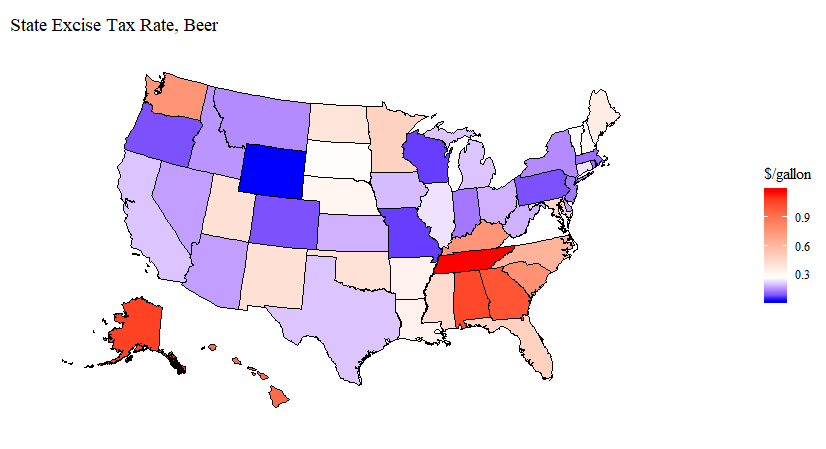 State Excise Tax Rate, Beer
$/gallon
0.9
0.6
0.3